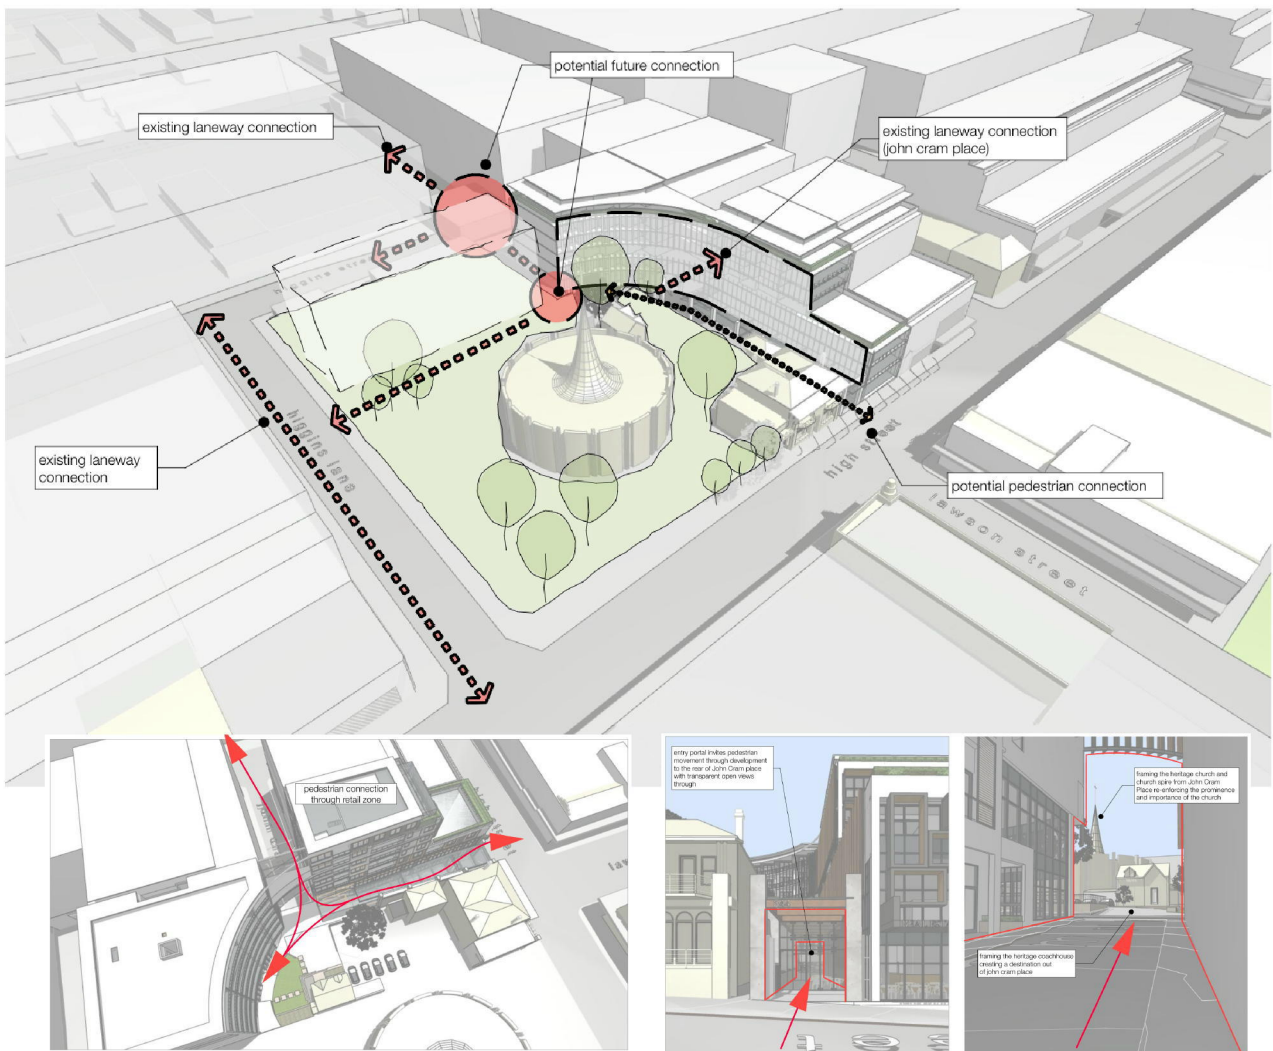 potential future connection
existing laneway connection
existing laneway connection
(john cram place)
higgins street
existing laneway
connection
higgins lane
high street
potential pedestrian connection
lawson street
pedestrian connection
through retail zone
entry portal invites pedestrian
movement through development
to the rear of John Cram place
with transparent open views
through
framing the heritage church and
church spire from John Cram
Place re-enforcing the prominence
and importance of the church
framing the heritage coachhouse
creating a destination out
of john cram place